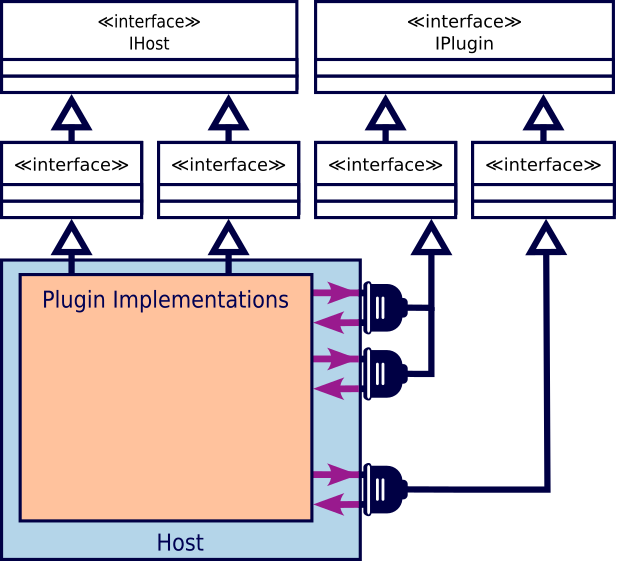 ≪interface≫
IHost
≪interface≫
IPlugin
≪interface≫
≪interface≫
≪interface≫
≪interface≫
Plugin Implementations
Host